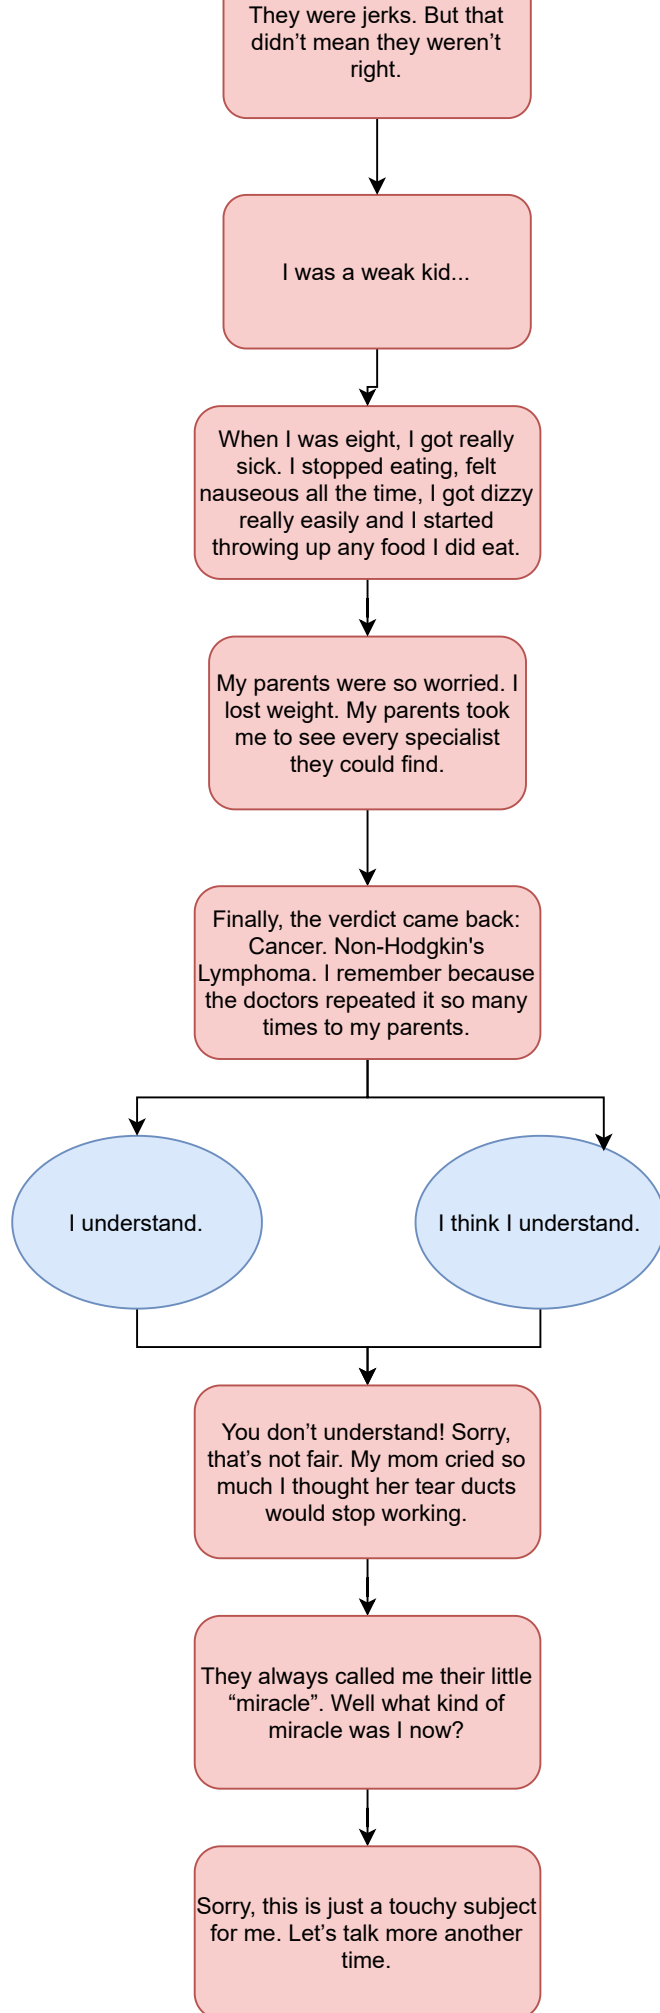 They were jerks. But that
didn’t mean they weren’t
right.
I was a weak kid...
When I was eight, I got really
sick. I stopped eating, felt
nauseous all the time, I got dizzy
really easily and I started
throwing up any food I did eat.
My parents were so worried. I
lost weight. My parents took
me to see every specialist
they could find.
Finally, the verdict came back:
Cancer. Non-Hodgkin's
Lymphoma. I remember because
the doctors repeated it so many
times to my parents.
I understand.
I think I understand.
You don’t understand! Sorry,
that’s not fair. My mom cried so
much I thought her tear ducts
would stop working.
They always called me their little
“miracle”. Well what kind of
miracle was I now?
Sorry, this is just a touchy subject
for me. Let’s talk more another
time.